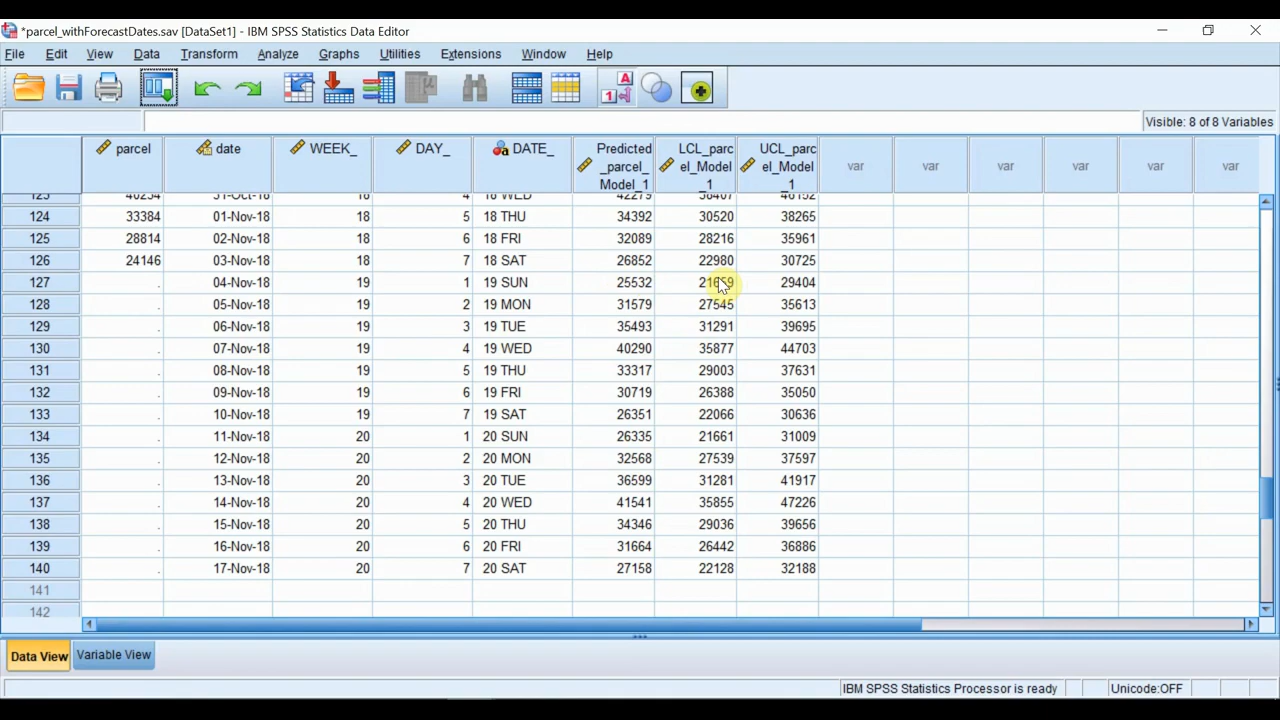 *parcel_withForecastDates.sav [DataSet1] - IBM SPSS Statistics Data Editor
File Edit View Data Transform Analyze Graphs Utilities Extensions Window Help
Visible: 8 of 8 Variables
parcel date WEEK_ DAY_ DATE_ Predicted_parcel_Model_1 LCL_parcel_Model_1 UCL_parcel_Model_1 var var var var var var
124 33384 01-Nov-18 18 5 18 THU 34392 30520 38265
125 28814 02-Nov-18 18 6 18 FRI 32089 28216 35961
126 24146 03-Nov-18 18 7 18 SAT 26852 22980 30725
127 . 04-Nov-18 19 1 19 SUN 25532 29404
128 . 05-Nov-18 19 2 19 MON 31579 27545 35613
129 . 06-Nov-18 19 3 19 TUE 35493 31291 39695
130 . 07-Nov-18 19 4 19 WED 40290 35877 44703
131 . 08-Nov-18 19 5 19 THU 33317 29003 37631
132 . 09-Nov-18 19 6 19 FRI 30719 26388 35050
133 . 10-Nov-18 19 7 19 SAT 26351 22066 30636
134 . 11-Nov-18 20 1 20 SUN 26335 21661 31009
135 . 12-Nov-18 20 2 20 MON 32568 27539 37597
136 . 13-Nov-18 20 3 20 TUE 36599 31281 41917
137 . 14-Nov-18 20 4 20 WED 41541 35855 47226
138 . 15-Nov-18 20 5 20 THU 34346 29036 39656
139 . 16-Nov-18 20 6 20 FRI 31664 26442 36886
140 . 17-Nov-18 20 7 20 SAT 27158 22128 32188
141
142
Data View Variable View
IBM SPSS Statistics Processor is ready Unicode:OFF